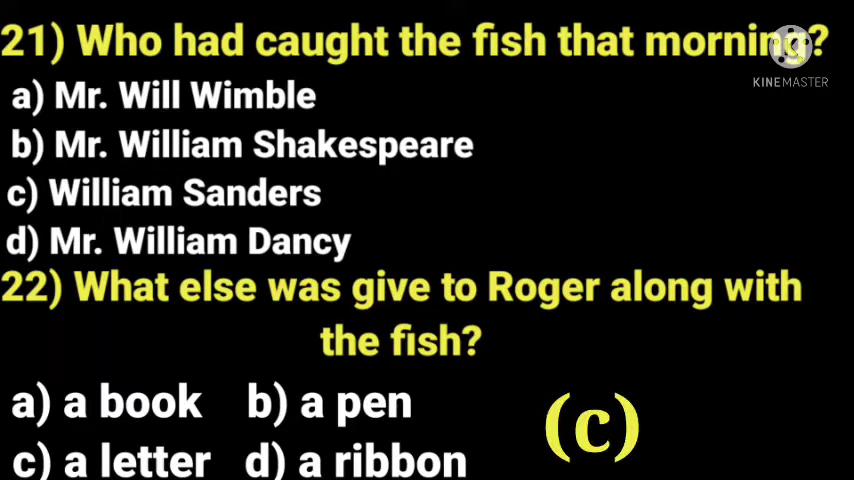 21) Who had caught the fish that morning?
KINEMASTER
a) Mr. Will Wimble
b) Mr. William Shakespeare
c) William Sanders
d) Mr. William Dancy
22) What else was give to Roger along with
the fish?
a) a book b) a pen
(c)
c) a letter d) a ribbon